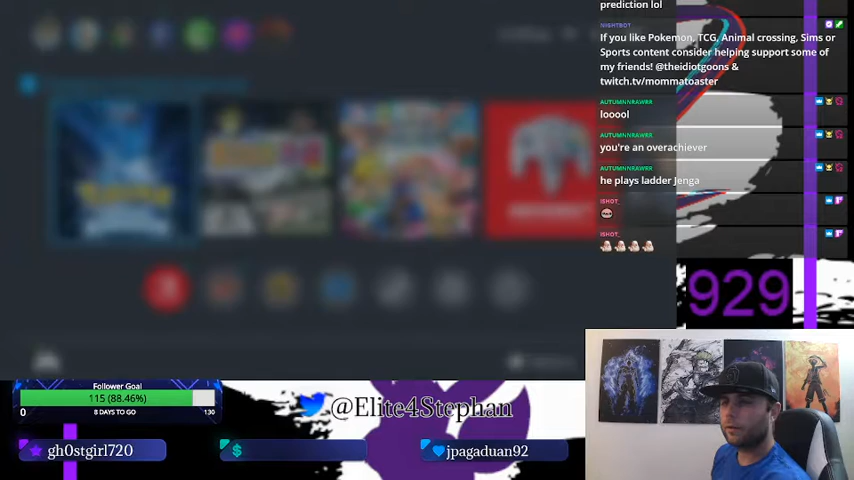 prediction lol
NIGHTBOT
If you like Pokemon, TCG, Animal crossing, Sims or
Sports content consider helping support some of
my friends! @theidiotgoons &
twitch.tv/mommatoaster
AUTUMNRAWRR
looool
AUTUMNRAWRR
you're an overachiever
AUTUMNRAWRR
he plays ladder Jenga
ISHOT_
ISHOT_
929
Follower Goal
115 (88.46%)
0
8 DAYS TO GO
130
@Elite4Stephan
gh0stgirl720
$
jpagaduan92